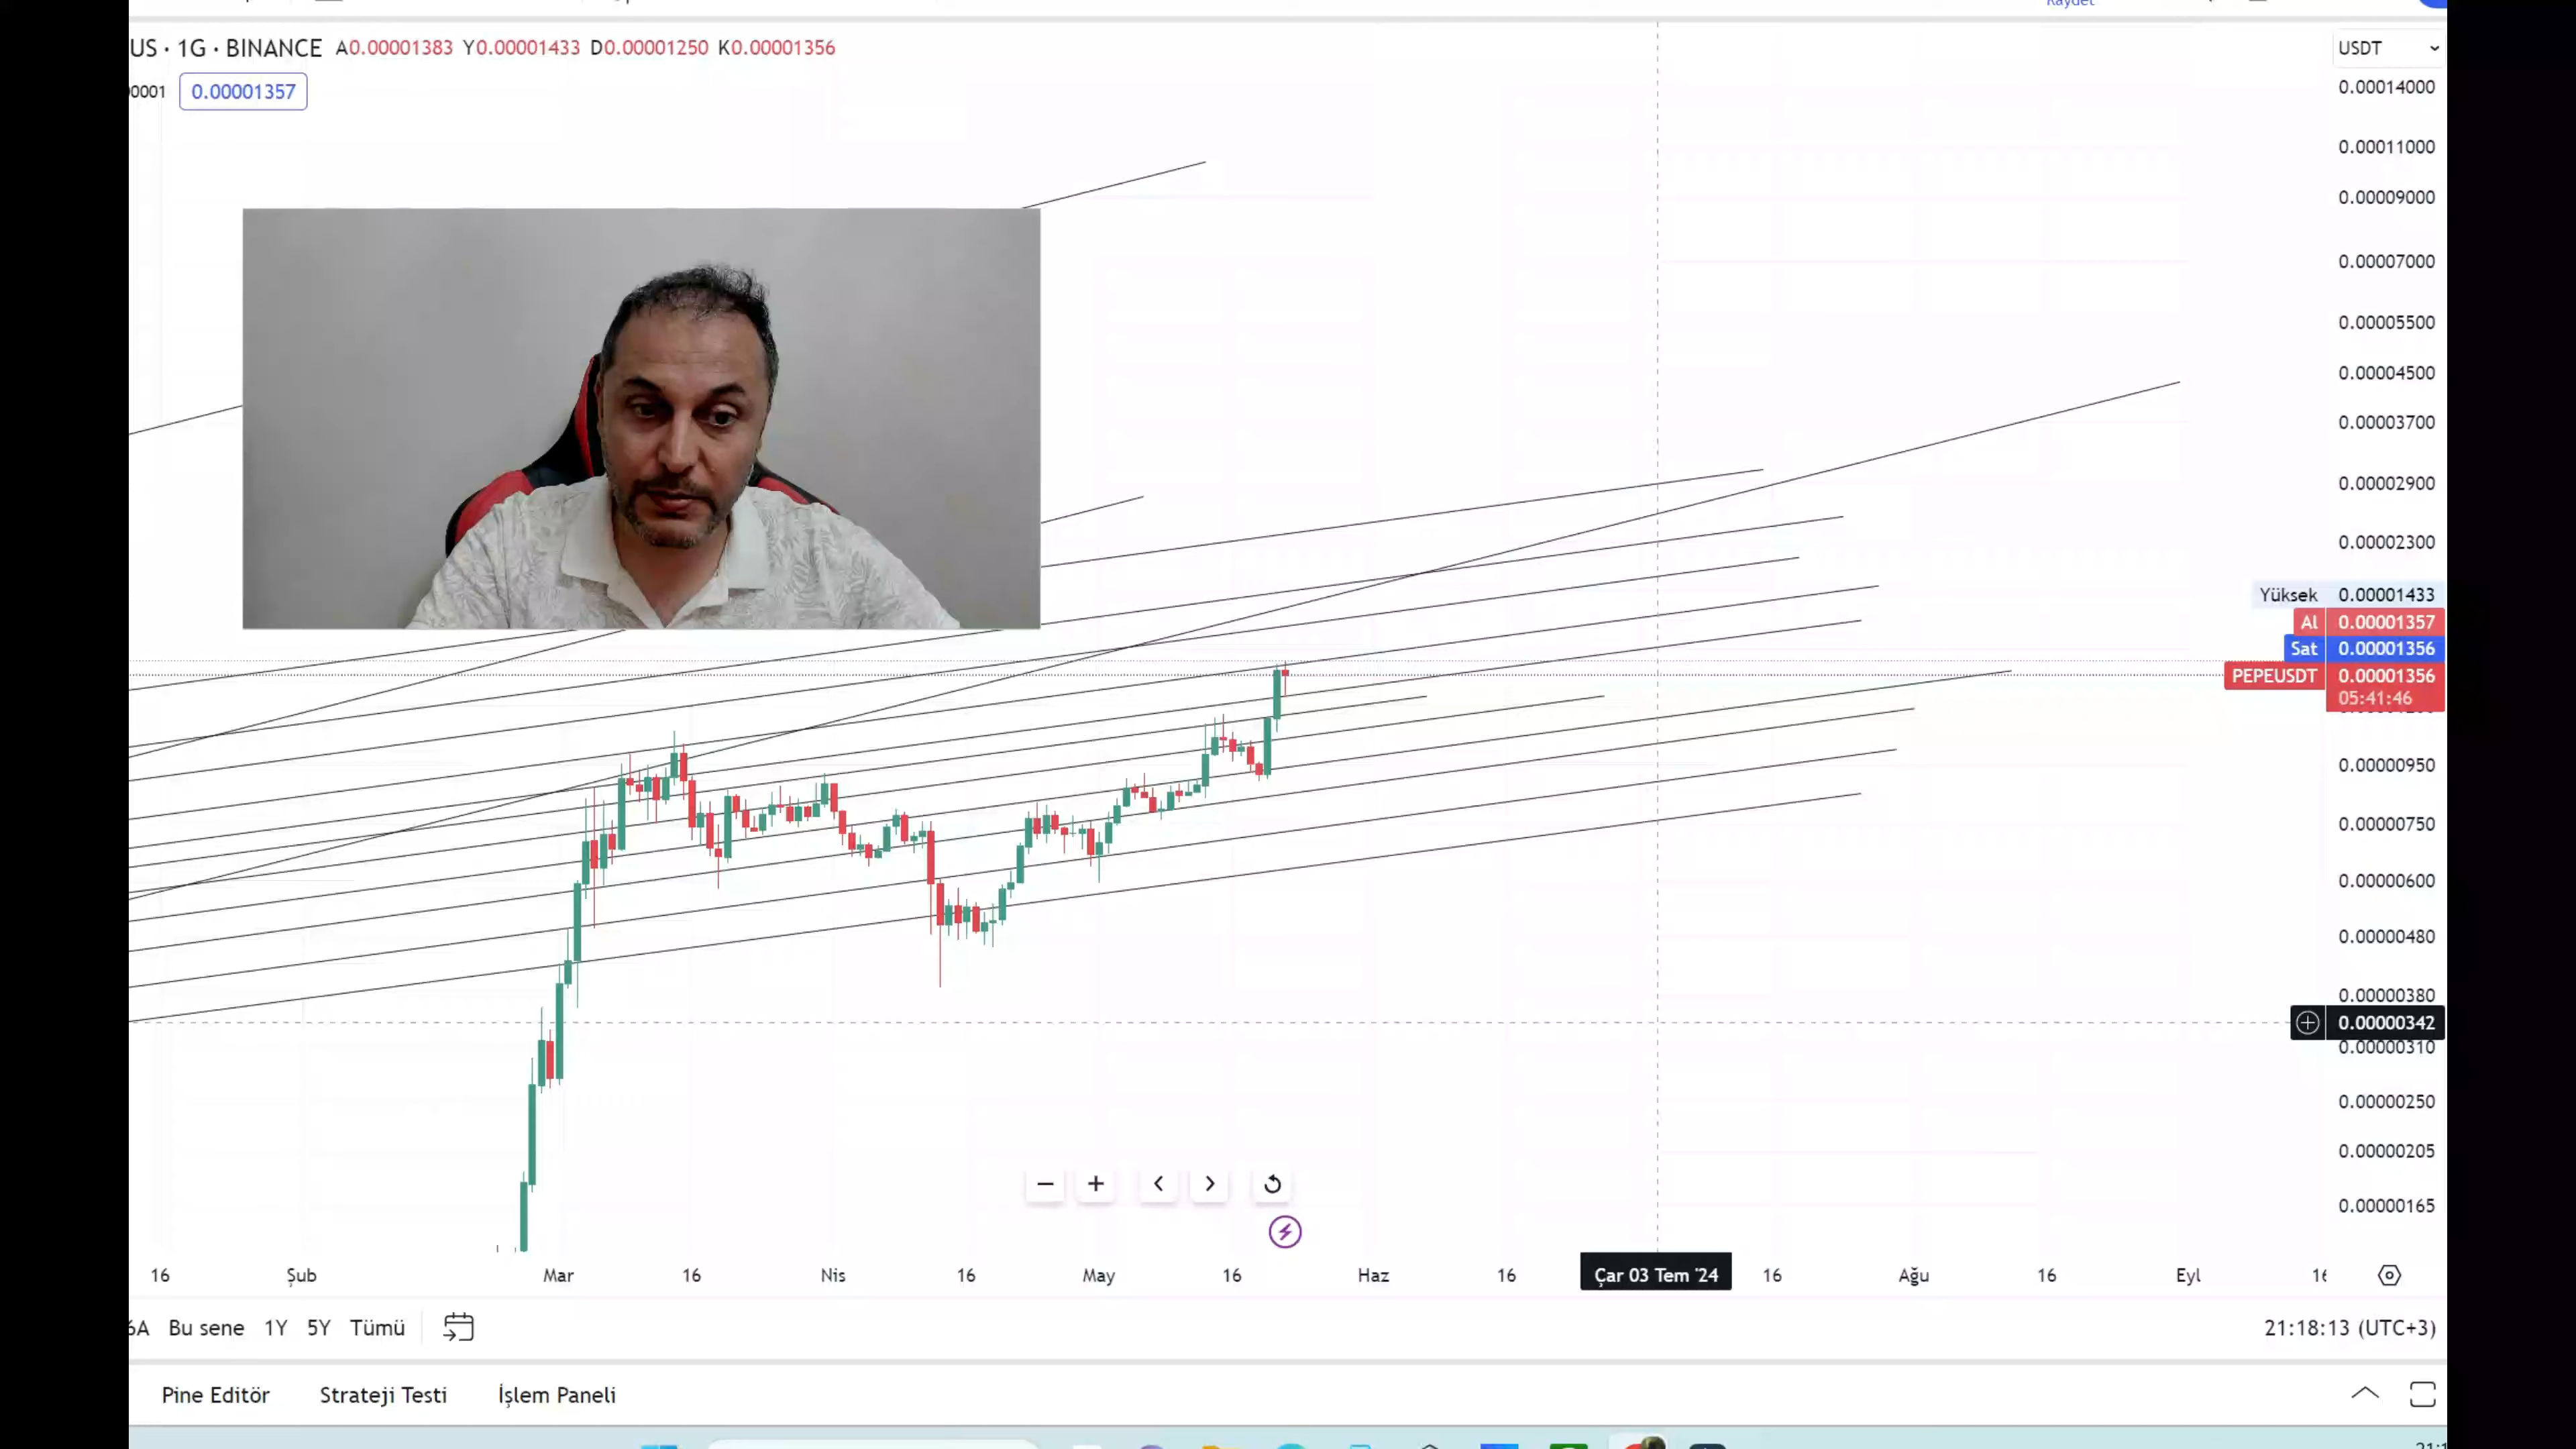 Kaydet
US · 1G · BINANCE A0.00001383 Y0.00001433 D0.00001250 K0.00001356
USDT
0.00001357
0.00014000
0.00011000
0.00009000
0.00007000
0.00005500
0.00004500
0.00003700
0.00002900
0.00002300
Yüksek 0.00001433
Al 0.00001357
Sat 0.00001356
PEPEUSDT 0.00001356
05:41:46
0.00000950
0.00000750
0.00000600
0.00000480
0.00000380
0.00000342
0.00000310
0.00000250
0.00000205
0.00000165
16 Şub Mar 16 Nis 16 May 16 Haz 16 Çar 03 Tem '24 16 Ağu 16 Eyl
Bu sene 1Y 5Y Tümü 21:18:13 (UTC+3)
Pine Editör Strateji Testi İşlem Paneli